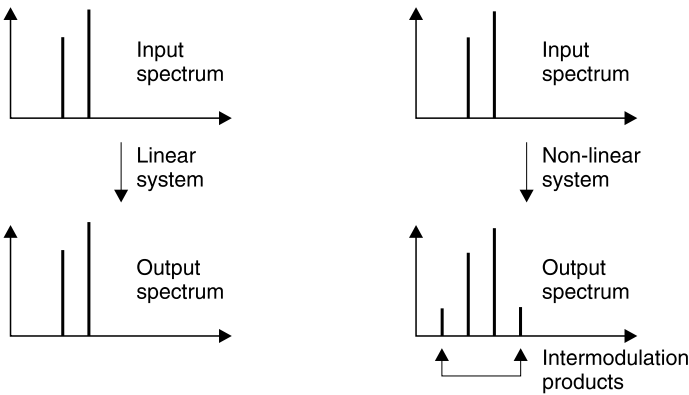 Input
spectrum
Linear
system
Output
spectrum
Input
spectrum
Non-linear
system
Output
spectrum
Intermodulation
products